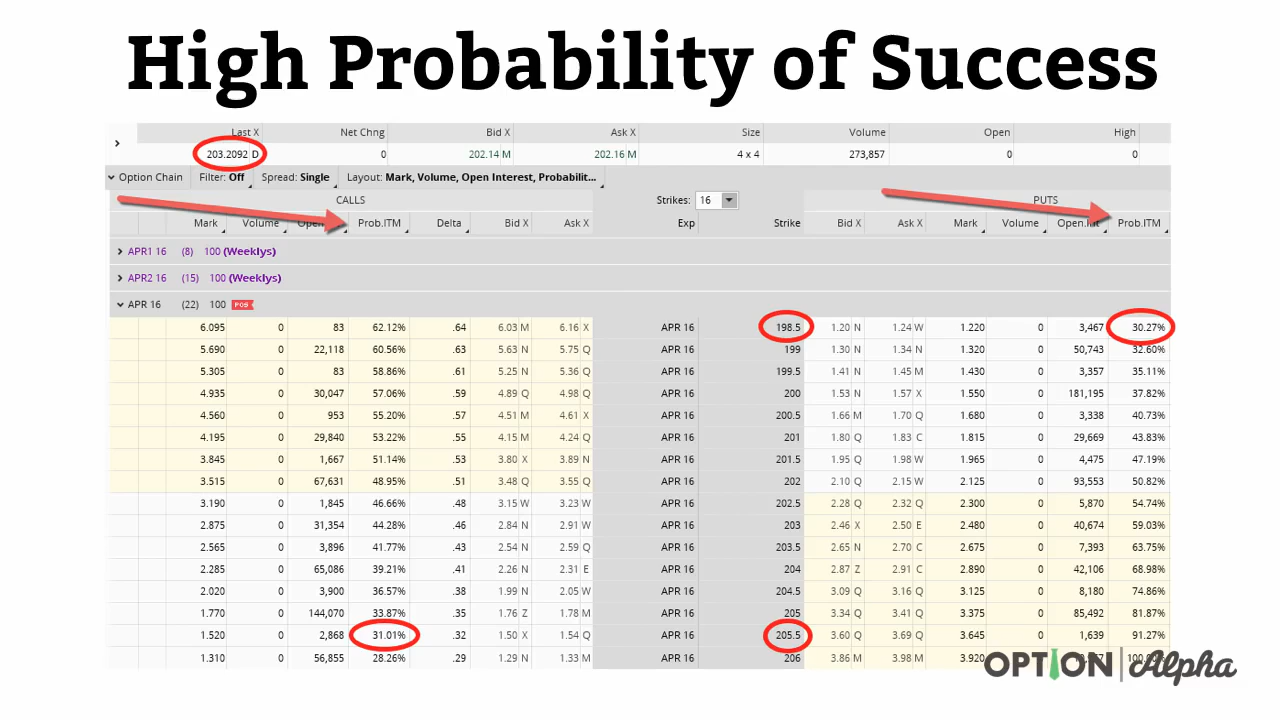 High Probability of Success
Last X Net Chng Bid X Ask X Size Volume Open High
203.2092 D 0 202.14 M 202.16 M 4 x 4 273,857 0 0
Option Chain Filter: Off Spread: Single Layout: Mark, Volume, Open Interest, Probabilit...
CALLS Strikes: 16 PUTS
Mark Volume Prob.ITM Delta Bid X Ask X Exp Strike Bid X Ask X Mark Volume Open.Int Prob.ITM
APR1 16 (8) 100 (Weeklys)
APR2 16 (15) 100 (Weeklys)
APR 16 (22) 100 POS
6.095 0 83 62.12% .64 6.03 M 6.16 X APR 16 198.5 1.20 N 1.24 W 1.220 0 3,467 30.27%
5.690 0 22,118 60.56% .63 5.63 N 5.75 Q APR 16 199 1.30 N 1.34 N 1.320 0 50,743 32.60%
5.305 0 83 58.86% .61 5.25 N 5.36 Q APR 16 199.5 1.41 N 1.45 M 1.430 0 3,357 35.11%
4.935 0 30,047 57.06% .59 4.89 Q 4.98 Q APR 16 200 1.53 N 1.57 X 1.550 0 181,195 37.82%
4.560 0 953 55.20% .57 4.51 M 4.61 X APR 16 200.5 1.66 M 1.70 Q 1.680 0 3,338 40.73%
4.195 0 29,840 53.22% .55 4.15 M 4.24 Q APR 16 201 1.80 Q 1.83 C 1.815 0 29,669 43.83%
3.845 0 1,667 51.14% .53 3.80 X 3.89 N APR 16 201.5 1.95 Q 1.98 W 1.965 0 4,475 47.19%
3.515 0 67,631 48.95% .51 3.48 Q 3.55 Q APR 16 202 2.10 Q 2.15 W 2.125 0 93,553 50.82%
3.190 0 1,845 46.66% .48 3.15 W 3.23 W APR 16 202.5 2.28 Q 2.32 Q 2.300 0 5,870 54.74%
2.875 0 31,354 44.28% .46 2.84 N 2.91 W APR 16 203 2.46 X 2.50 E 2.480 0 40,674 59.03%
2.565 0 3,896 41.77% .43 2.54 N 2.59 Q APR 16 203.5 2.65 N 2.70 C 2.675 0 7,393 63.75%
2.285 0 65,086 39.21% .41 2.26 N 2.31 E APR 16 204 2.87 Z 2.91 C 2.890 0 42,106 68.98%
2.020 0 3,900 36.57% .38 1.99 N 2.05 W APR 16 204.5 3.09 Q 3.16 Q 3.125 0 8,180 74.86%
1.770 0 144,070 33.87% .35 1.76 Z 1.78 M APR 16 205 3.34 Q 3.41 Q 3.375 0 85,492 81.87%
1.520 0 2,868 31.01% .32 1.50 X 1.54 Q APR 16 205.5 3.60 Q 3.69 Q 3.645 0 1,639 91.27%
1.310 0 56,855 28.26% .29 1.29 N 1.33 M APR 16 206 3.86 M 3.98 M 3.920
OPTION Alpha